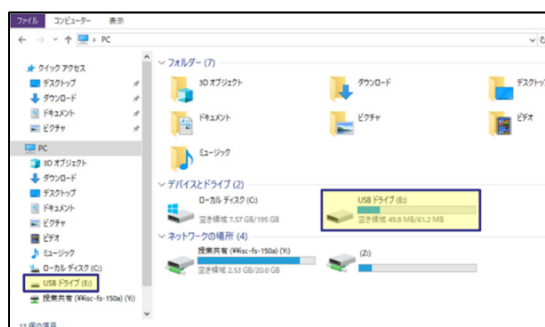 ファイル コンピューター 表示
PC
クイック アクセス
デスクトップ
ダウンロード
ドキュメント
ピクチャ
PC
3D オブジェクト
ダウンロード
デスクトップ
ドキュメント
ピクチャ
ビデオ
ミュージック
ローカル ディスク (C:)
USB ドライブ (E:)
授業共有 (¥¥isc-fs-150a) (Y:)
フォルダー (7)
3D オブジェクト
ダウンロード
ドキュメント
ピクチャ
ビデオ
ミュージック
デバイスとドライブ (2)
ローカル ディスク (C:)
空き領域 7.57 GB/195 GB
USB ドライブ (E:)
空き領域 49.8 MB/61.2 MB
ネットワークの場所 (4)
授業共有 (¥¥isc-fs-150a) (Y:)
空き領域 2.53 GB/20.0 GB
(Z:)